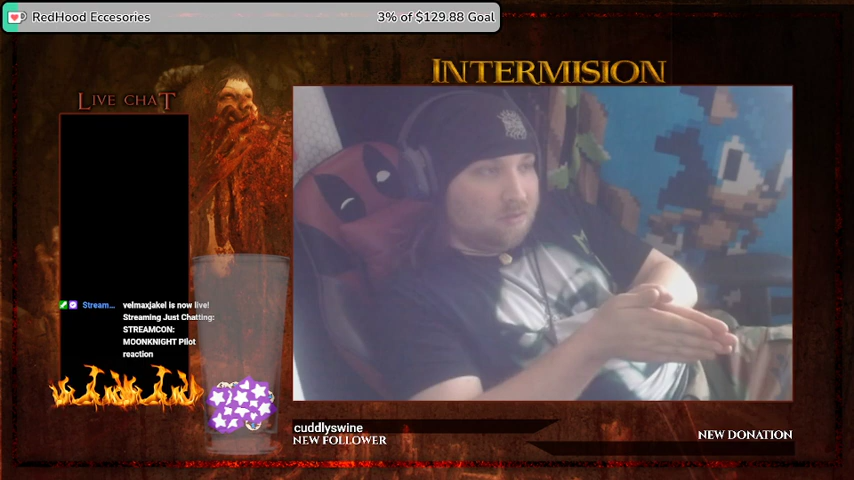 RedHood Eccesories
3% of $129.88 Goal
INTERMISION
LIVE CHAT
Stream...
velmaxjakel is now live!
Streaming Just Chatting:
STREAMCON:
MOONKNIGHT Pilot
reaction
cuddlyswine
NEW FOLLOWER
NEW DONATION